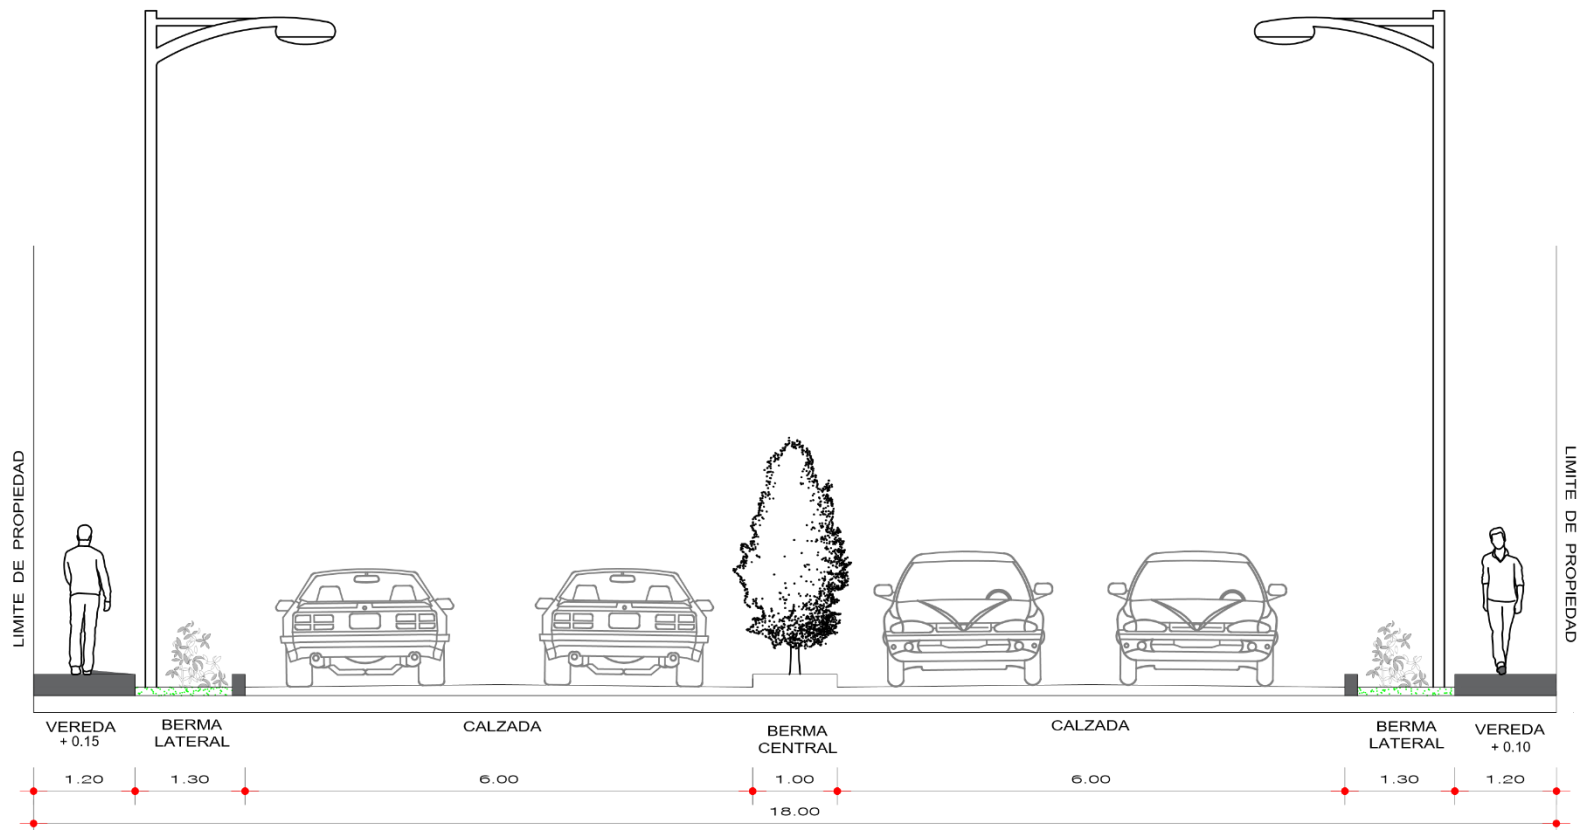 LIMITE DE PROPIEDAD
LIMITE DE PROPIEDAD
VEREDA
+ 0.15
BERMA
LATERAL
CALZADA
BERMA
CENTRAL
CALZADA
BERMA
LATERAL
VEREDA
+ 0.10
1.20
1.30
6.00
1.00
6.00
1.30
1.20
18.00